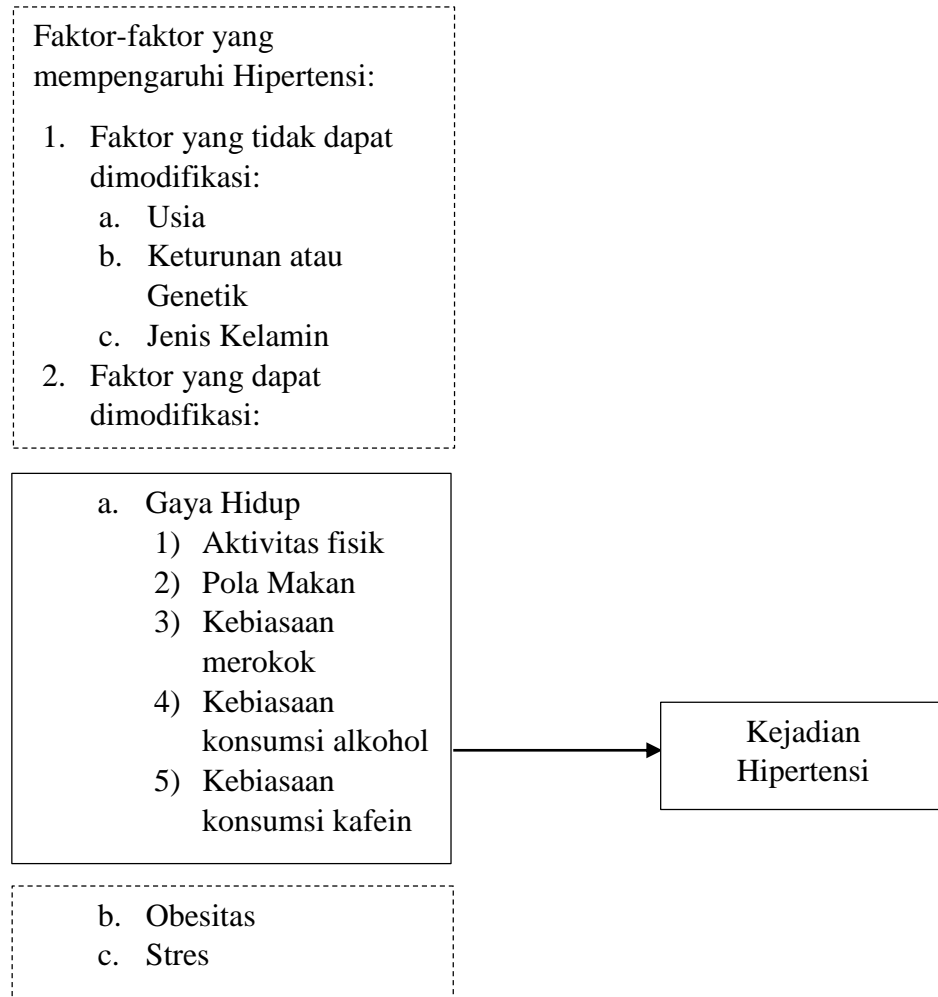 Faktor-faktor yang
mempengaruhi Hipertensi:
1. Faktor yang tidak dapat
dimodifikasi:
a. Usia
b. Keturunan atau
Genetik
c. Jenis Kelamin
2. Faktor yang dapat
dimodifikasi:
a. Gaya Hidup
1) Aktivitas fisik
2) Pola Makan
3) Kebiasaan
merokok
4) Kebiasaan
konsumsi alkohol
5) Kebiasaan
konsumsi kafein
Kejadian
Hipertensi
b. Obesitas
c. Stres